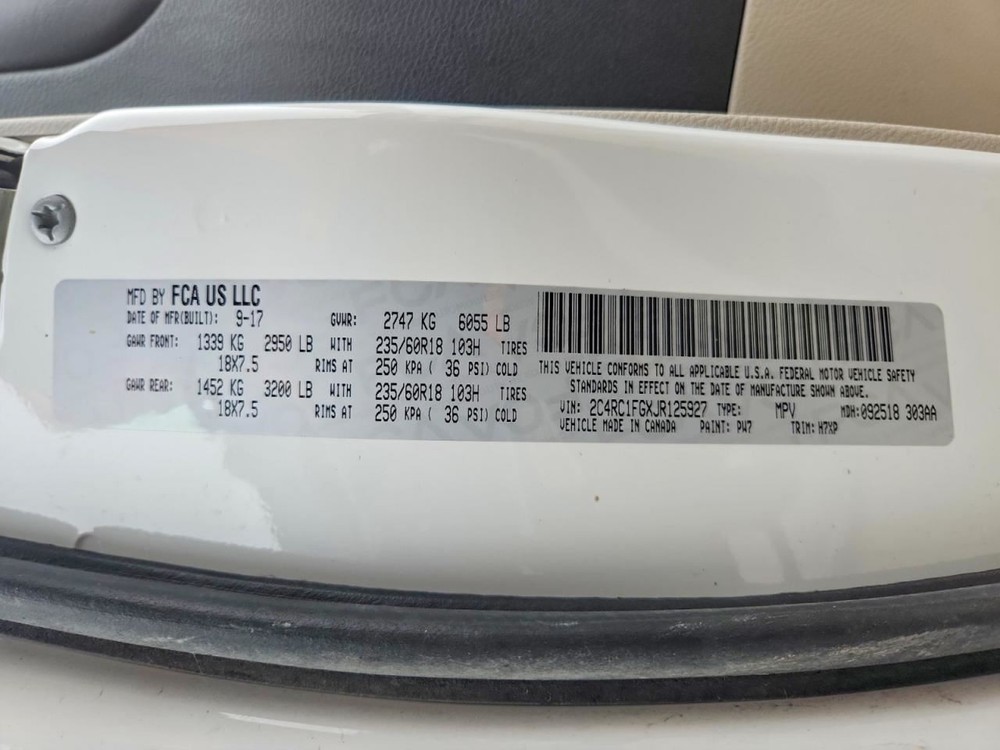 MFD BY FCA US LLC
DATE OF MFR(BUILT): 9-17 GVWR: 2747 KG 6055 LB
GAWR FRONT: 1339 KG 2950 LB WITH 235/60R18 103H TIRES
18X7.5 RIMS AT 250 KPA ( 36 PSI) COLD
GAWR REAR: 1452 KG 3200 LB WITH 235/60R18 103H TIRES
18X7.5 RIMS AT 250 KPA ( 36 PSI) COLD
THIS VEHICLE CONFORMS TO ALL APPLICABLE U.S.A. FEDERAL MOTOR VEHICLE SAFETY
STANDARDS IN EFFECT ON THE DATE OF MANUFACTURE SHOWN ABOVE.
VIN: 2C4RC1FGXJR125927 TYPE: MPV MDH:092518 303AA
VEHICLE MADE IN CANADA PAINT: PW7 TRIM: H7XP